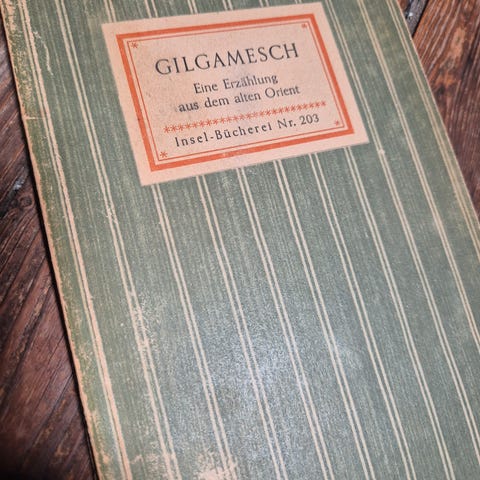 GILGAMESCH
Eine Erzählung
aus dem alten Orient
Insel-Bücherei Nr. 203